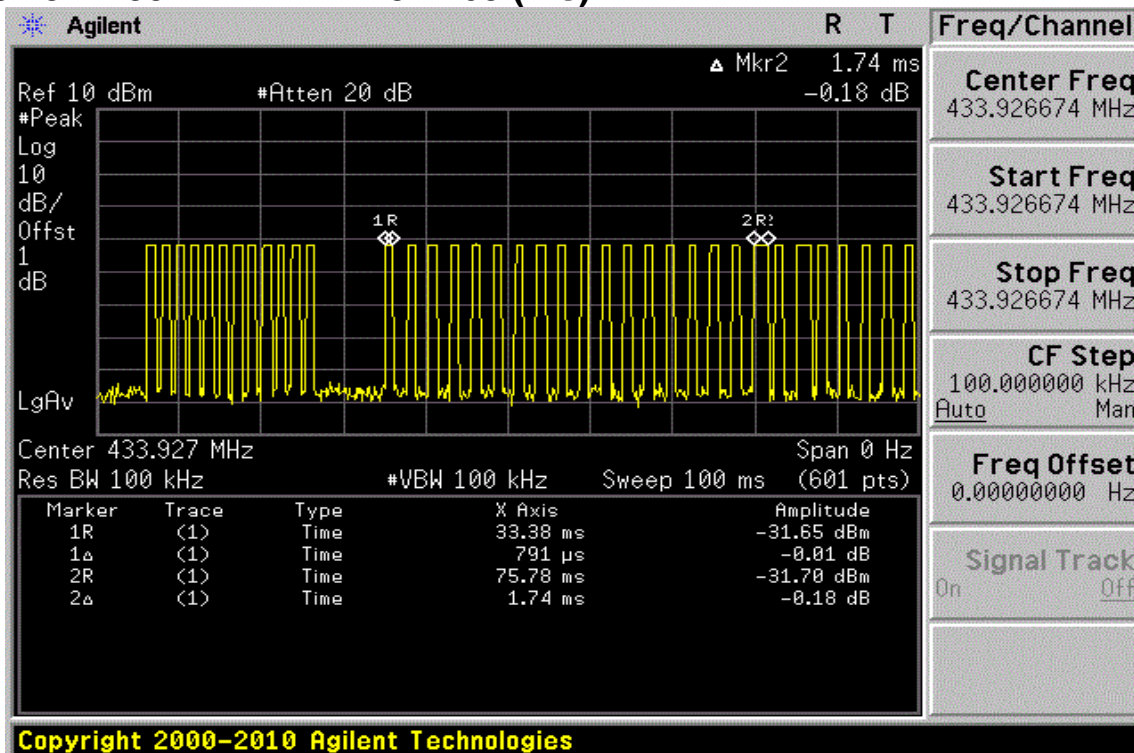 Agilent R T Freq/Channel
Δ Mkr2 1.74 ms
Ref 10 dBm #Atten 20 dB -0.18 dB
#Peak
Log
10
dB/
Offst
1
dB
LgAv
1R
2R
Center 433.927 MHz Span 0 Hz
Res BW 100 kHz #VBW 100 kHz Sweep 100 ms (601 pts)
Marker Trace Type X Axis Amplitude
1R (1) Time 33.38 ms -31.65 dBm
1Δ (1) Time 791 µs -0.01 dB
2R (1) Time 75.78 ms -31.70 dBm
2Δ (1) Time 1.74 ms -0.18 dB
Center Freq
433.926674 MHz
Start Freq
433.926674 MHz
Stop Freq
433.926674 MHz
CF Step
100.000000 kHz
Auto Man
Freq Offset
0.00000000 Hz
Signal Track
On Off
Copyright 2000-2010 Agilent Technologies